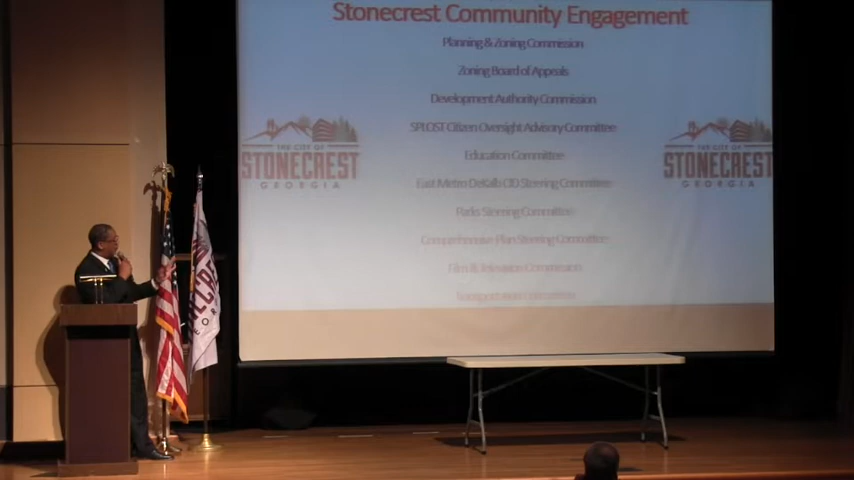 Stonecrest Community Engagement
Planning & Zoning Commission
Zoning Board of Appeals
Development Authority Commission
SPLOST Citizen Oversight Advisory Committee
Education Committee
East Metro DeKalb CID Steering Committee
Parks Steering Committee
Comprehensive Plan Steering Committee
Film & Television Commission
THE CITY OF
STONECREST
GEORGIA
THE CITY OF
STONECREST
GEORGIA